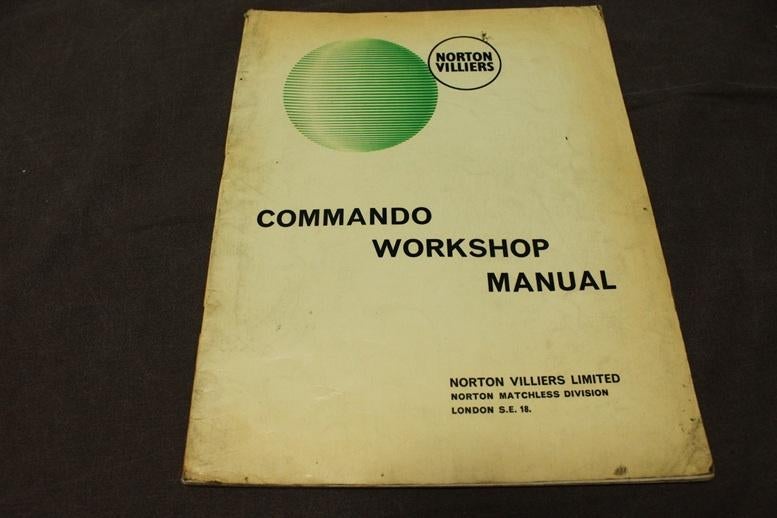 NORTON
VILLIERS
COMMANDO
WORKSHOP
MANUAL
NORTON VILLIERS LIMITED
NORTON MATCHLESS DIVISION
LONDON S.E. 18.